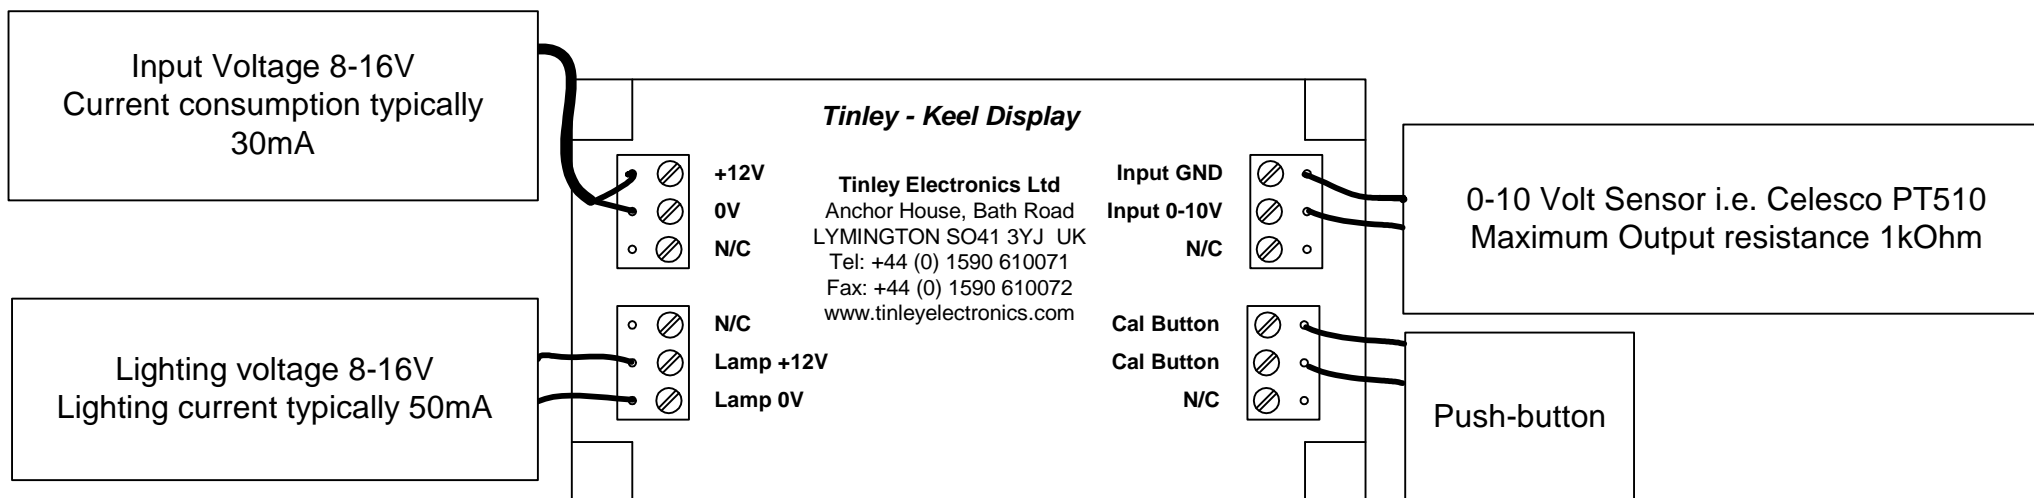 Input Voltage 8-16V
Current consumption typically
30mA
Lighting voltage 8-16V
Lighting current typically 50mA
Tinley - Keel Display
+12V
0V
N/C
N/C
Lamp +12V
Lamp 0V
Tinley Electronics Ltd
Anchor House, Bath Road
LYMINGTON SO41 3YJ  UK
Tel: +44 (0) 1590 610071
Fax: +44 (0) 1590 610072
www.tinleyelectronics.com
Input GND
Input 0-10V
N/C
Cal Button
Cal Button
N/C
0-10 Volt Sensor i.e. Celesco PT510
Maximum Output resistance 1kOhm
Push-button